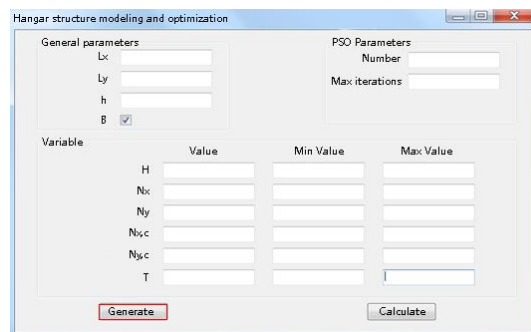 Hangar structure modeling and optimization
General parameters
Lx
Ly
h
B
PSO Parameters
Number
Max iterations
Variable
Value Min Value Max Value
H
Nx
Ny
Nx,c
Ny,c
T
Generate Calculate